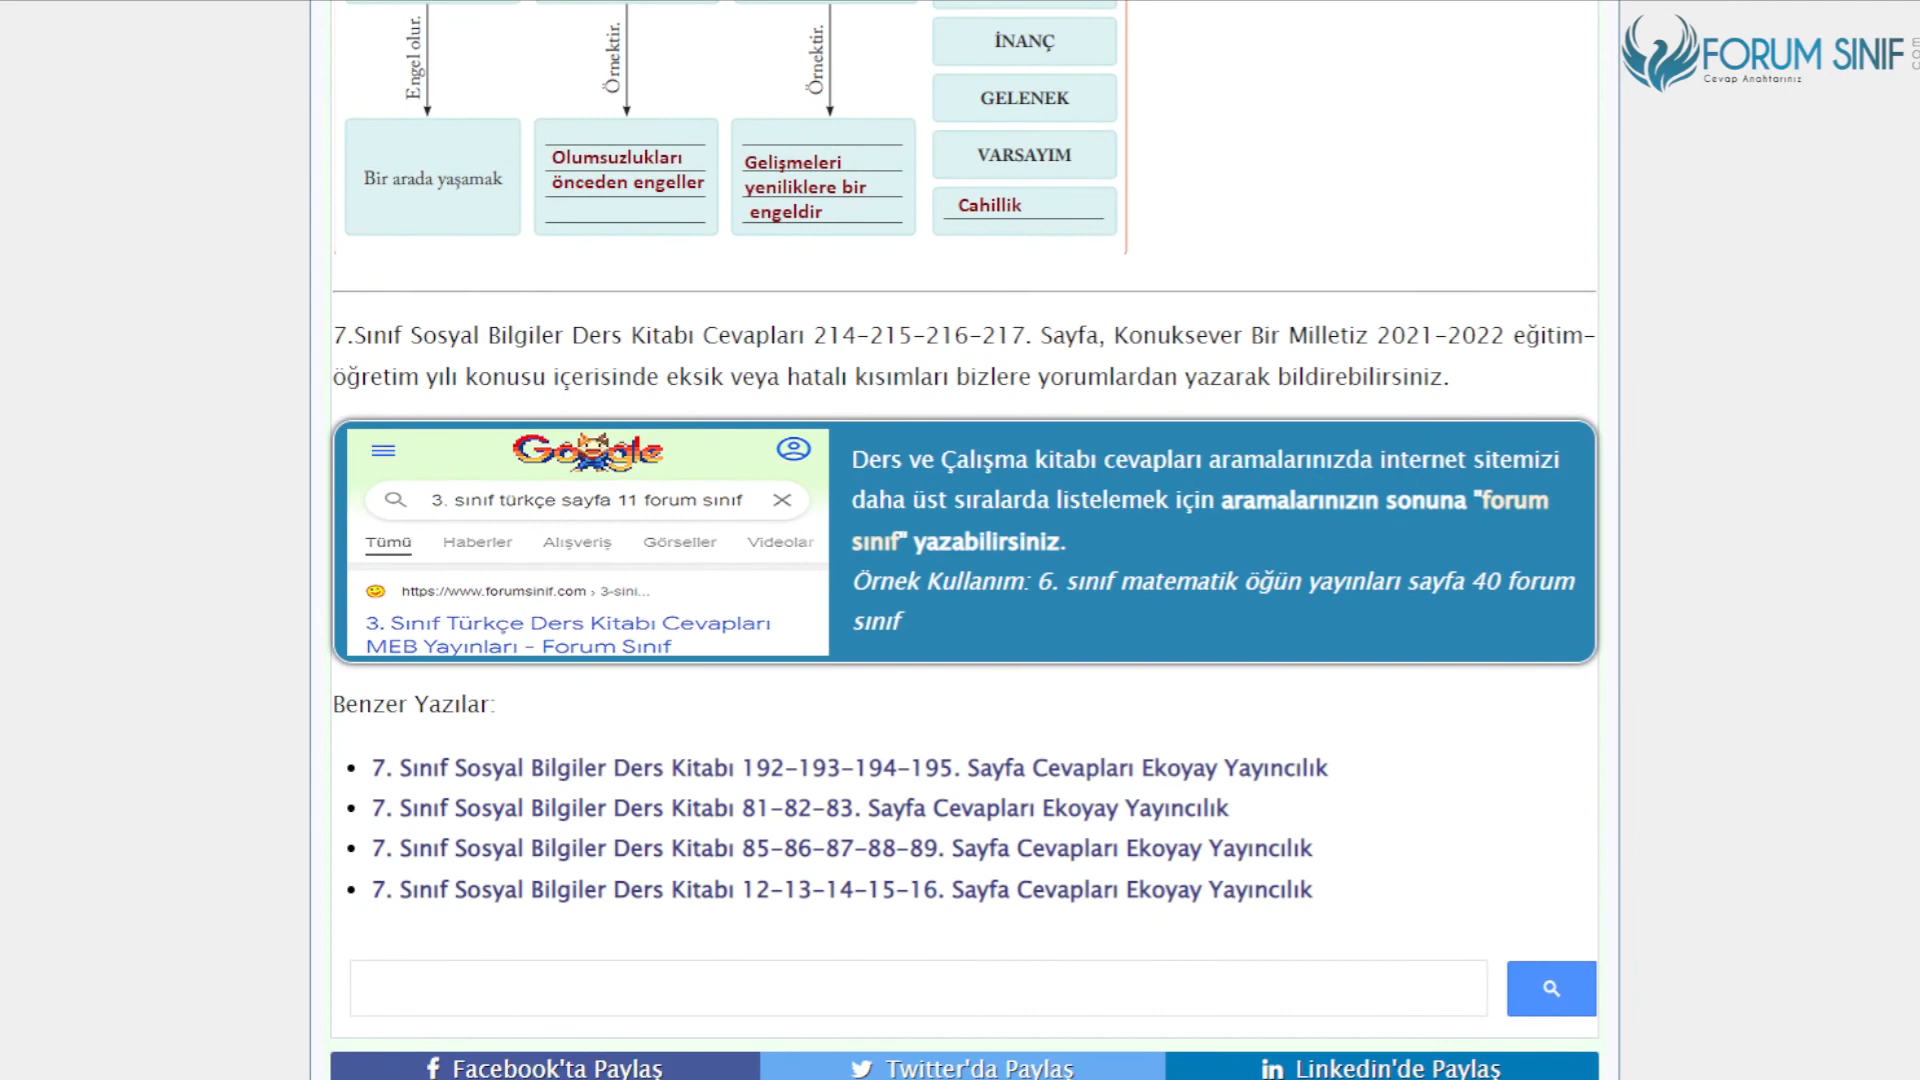 Engel olur.
Örnektir.
Örnektir.
İNANÇ
GELENEK
VARSAYIM
Cahillik
Bir arada yaşamak
Olumsuzlukları
önceden engeller
Gelişmeleri
yeniliklere bir
engeldir
FORUM SINIF
com
Cevap Anahtarınız
7.Sınıf Sosyal Bilgiler Ders Kitabı Cevapları 214-215-216-217. Sayfa, Konuksever Bir Milletiz 2021-2022 eğitim-
öğretim yılı konusu içerisinde eksik veya hatalı kısımları bizlere yorumlardan yazarak bildirebilirsiniz.
Google
3. sınıf türkçe sayfa 11 forum sınıf
Tümü Haberler Alışveriş Görseller Videolar
https://www.forumsinif.com › 3-sini...
3. Sınıf Türkçe Ders Kitabı Cevapları
MEB Yayınları - Forum Sınıf
Ders ve Çalışma kitabı cevapları aramalarınızda internet sitemizi
daha üst sıralarda listelemek için aramalarınızın sonuna "forum
sınıf" yazabilirsiniz.
Örnek Kullanım: 6. sınıf matematik öğün yayınları sayfa 40 forum
sınıf
Benzer Yazılar:
7. Sınıf Sosyal Bilgiler Ders Kitabı 192-193-194-195. Sayfa Cevapları Ekoyay Yayıncılık
7. Sınıf Sosyal Bilgiler Ders Kitabı 81-82-83. Sayfa Cevapları Ekoyay Yayıncılık
7. Sınıf Sosyal Bilgiler Ders Kitabı 85-86-87-88-89. Sayfa Cevapları Ekoyay Yayıncılık
7. Sınıf Sosyal Bilgiler Ders Kitabı 12-13-14-15-16. Sayfa Cevapları Ekoyay Yayıncılık
Facebook'ta Paylaş
Twitter'da Paylaş
Linkedin'de Paylaş